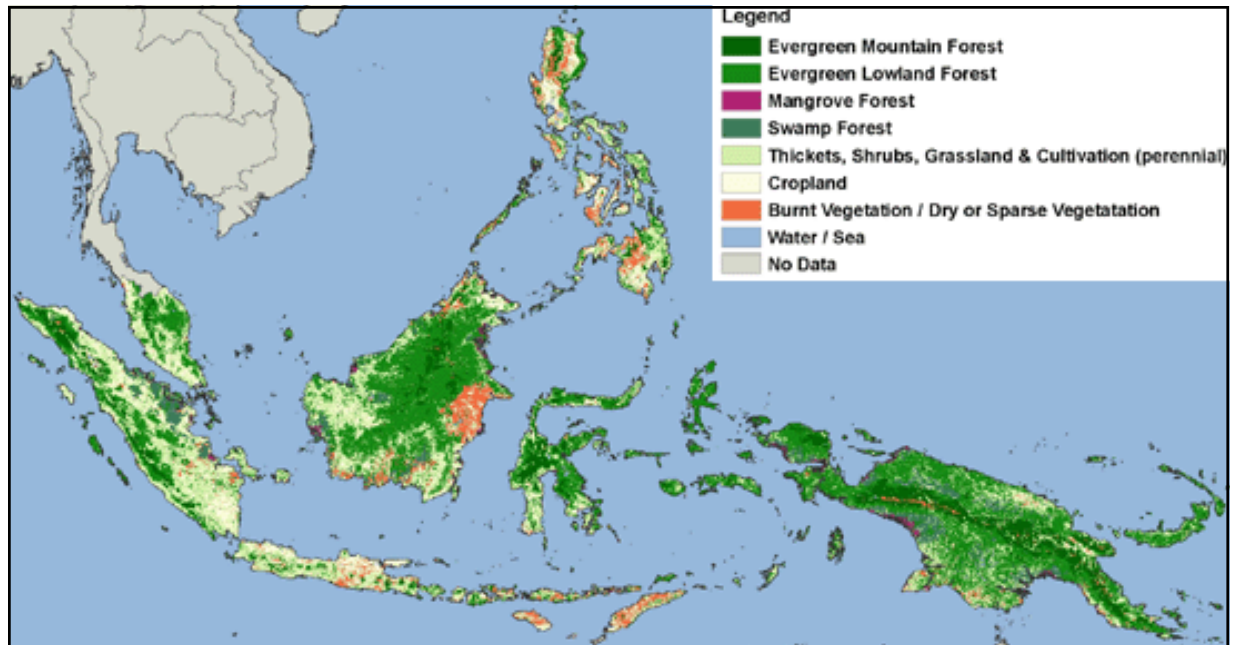 Legend
Evergreen Mountain Forest
Evergreen Lowland Forest
Mangrove Forest
Swamp Forest
Thickets, Shrubs, Grassland & Cultivation (perennial)
Cropland
Burnt Vegetation / Dry or Sparse Vegetatation
Water / Sea
No Data